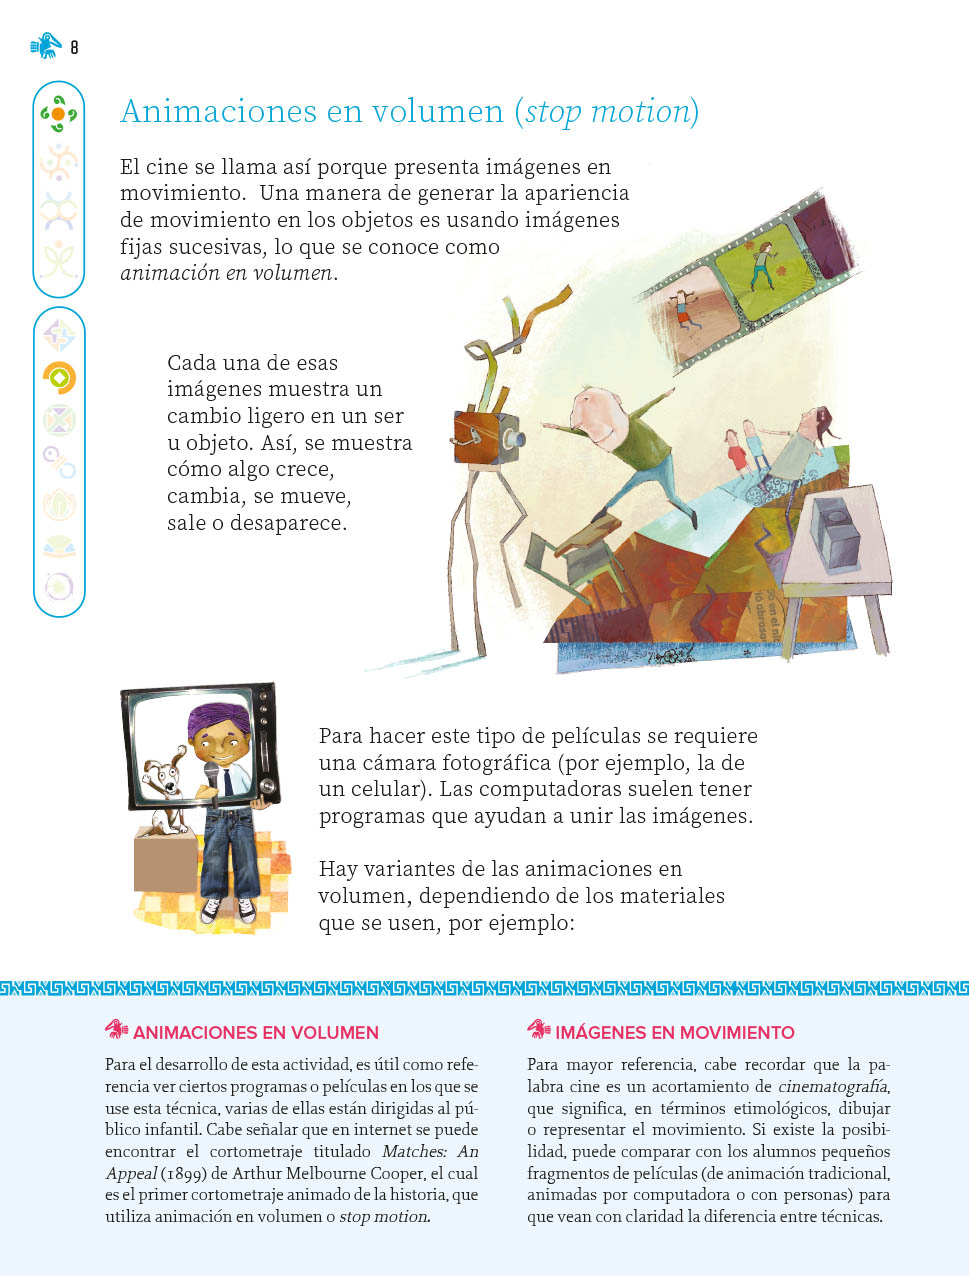 8
Animaciones en volumen (stop motion)
El cine se llama así porque presenta imágenes en
movimiento.  Una manera de generar la apariencia
de movimiento en los objetos es usando imágenes
fijas sucesivas, lo que se conoce como
animación en volumen.
Cada una de esas
imágenes muestra un
cambio ligero en un ser
u objeto. Así, se muestra
cómo algo crece,
cambia, se mueve,
sale o desaparece.
Para hacer este tipo de películas se requiere
una cámara fotográfica (por ejemplo, la de
un celular). Las computadoras suelen tener
programas que ayudan a unir las imágenes.
Hay variantes de las animaciones en
volumen, dependiendo de los materiales
que se usen, por ejemplo:
ANIMACIONES EN VOLUMEN
Para el desarrollo de esta actividad, es útil como refe-
rencia ver ciertos programas o películas en los que se
use esta técnica, varias de ellas están dirigidas al pú-
blico infantil. Cabe señalar que en internet se puede
encontrar el cortometraje titulado Matches: An
Appeal (1899) de Arthur Melbourne Cooper, el cual
es el primer cortometraje animado de la historia, que
utiliza animación en volumen o stop motion.
IMÁGENES EN MOVIMIENTO
Para mayor referencia, cabe recordar que la pa-
labra cine es un acortamiento de cinematografía,
que significa, en términos etimológicos, dibujar
o representar el movimiento. Si existe la posibi-
lidad, puede comparar con los alumnos pequeños
fragmentos de películas (de animación tradicional,
animadas por computadora o con personas) para
que vean con claridad la diferencia entre técnicas.